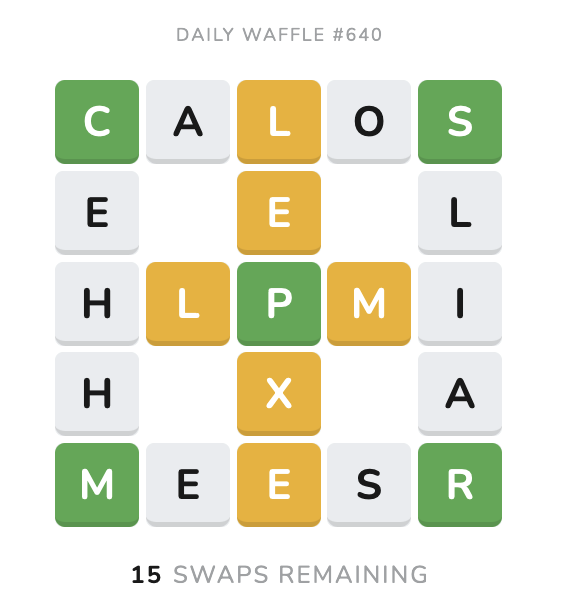 DAILY WAFFLE #640
C A L O S
E E L
H L P M I
H X A
M E E S R
15 SWAPS REMAINING